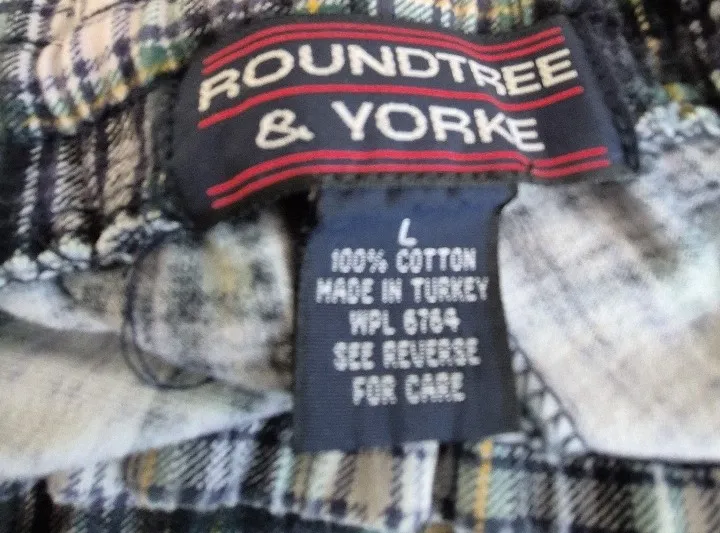 ROUNDTREE
& YORKE
L
100% COTTON
MADE IN TURKEY
WPL 6764
SEE REVERSE
FOR CARE